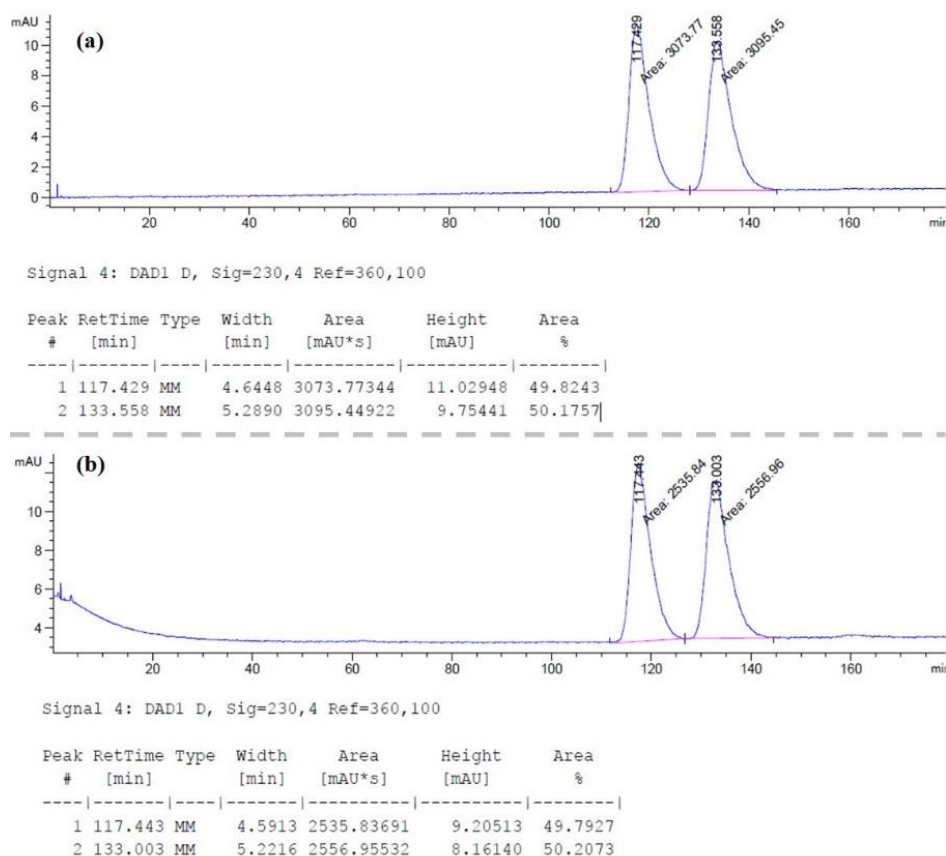 mAU
(a)
117.429
Area: 3073.77
133.558
Area: 3095.45
10
8
6
4
2
0
20 40 60 80 100 120 140 160 min
Signal 4: DAD1 D, Sig=230,4 Ref=360,100
Peak RetTime Type Width Area Height Area
# [min] [min] [mAU*s] [mAU] %
----|-------|----|-------|----------|----------|--------|
1 117.429 MM 4.6448 3073.77344 11.02948 49.8243
2 133.558 MM 5.2890 3095.44922 9.75441 50.1757
mAU
(b)
117.443
Area: 2535.84
133.003
Area: 2556.96
10
8
6
4
20 40 60 80 100 120 140 160 min
Signal 4: DAD1 D, Sig=230,4 Ref=360,100
Peak RetTime Type Width Area Height Area
# [min] [min] [mAU*s] [mAU] %
----|-------|----|-------|----------|----------|--------|
1 117.443 MM 4.5913 2535.83691 9.20513 49.7927
2 133.003 MM 5.2216 2556.95532 8.16140 50.2073